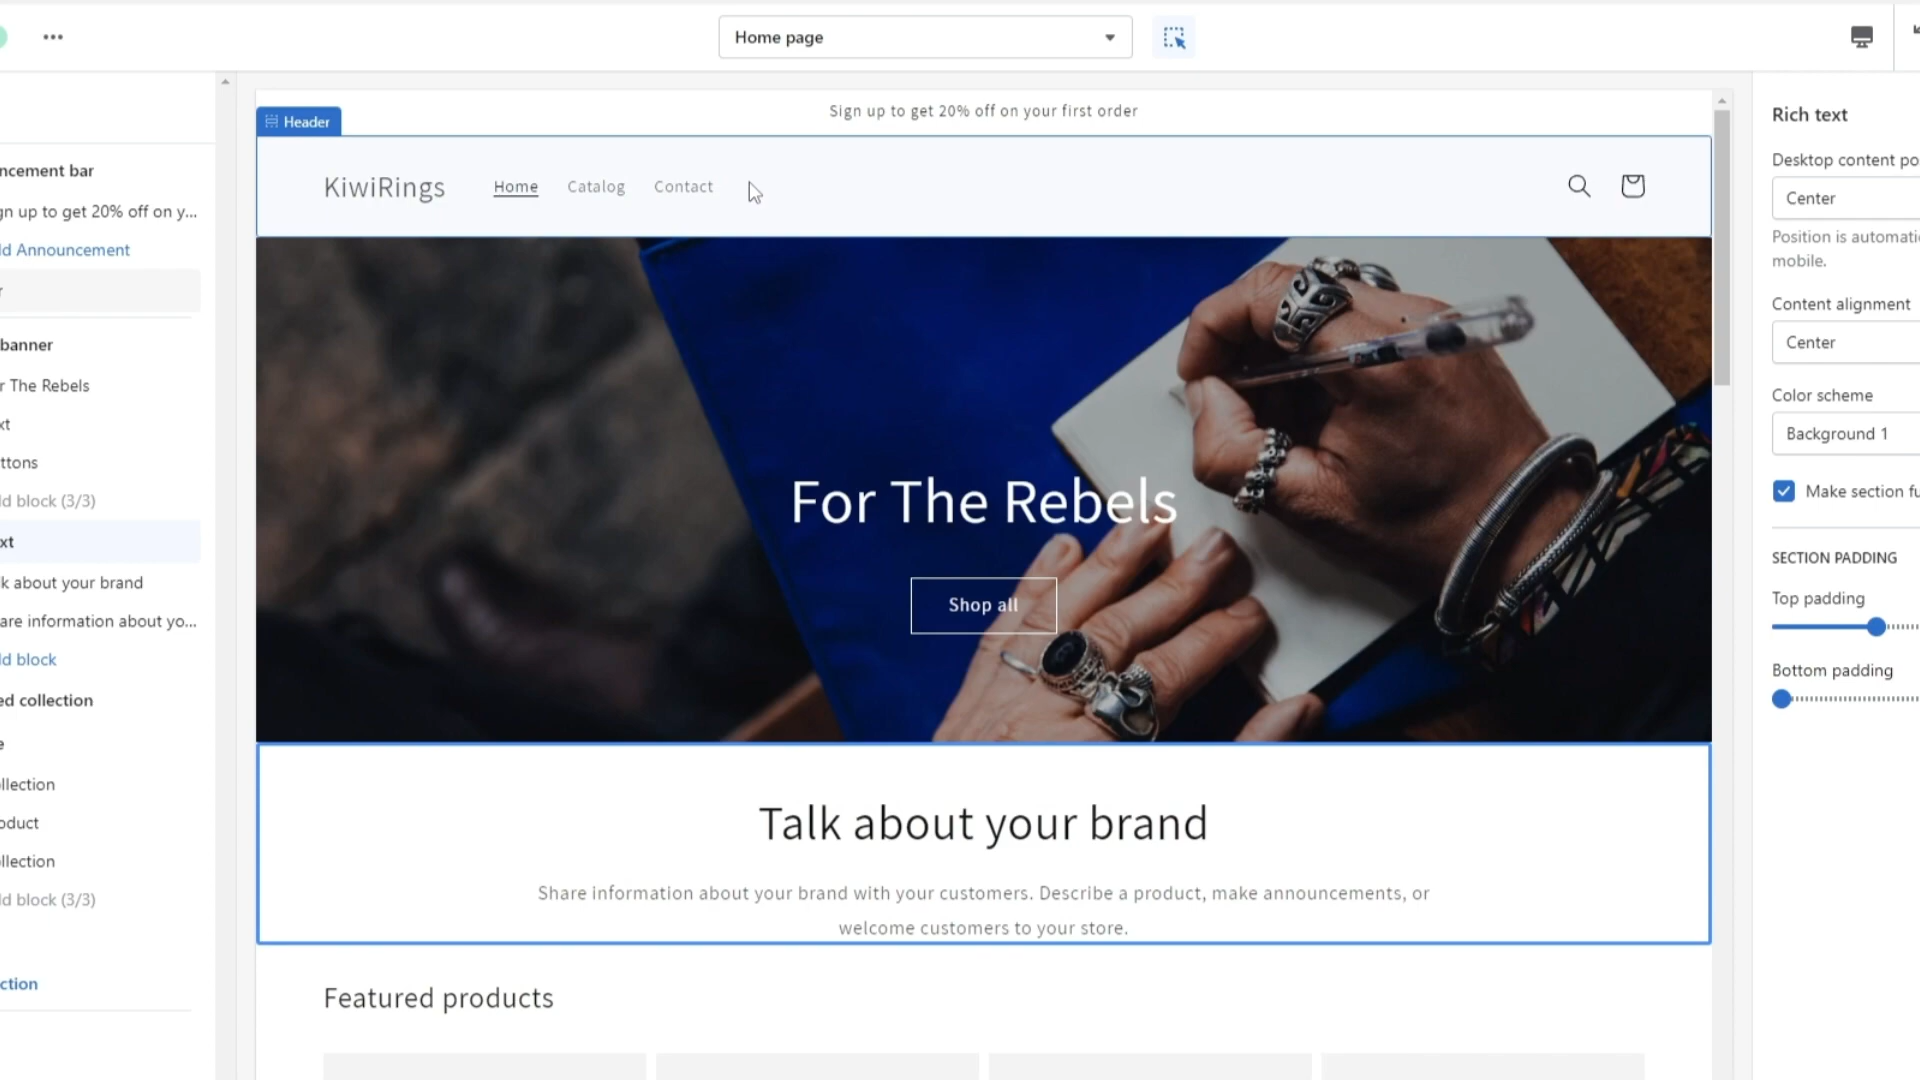 Home page
ncement bar
gn up to get 20% off on y...
ld Announcement
r
banner
r The Rebels
xt
ttons
ld block (3/3)
xt
k about your brand
are information about yo...
ld block
ed collection
e
llection
oduct
llection
ld block (3/3)
ction
Sign up to get 20% off on your first order
Header
KiwiRings
Home
Catalog
Contact
For The Rebels
Shop all
Talk about your brand
Share information about your brand with your customers. Describe a product, make announcements, or
welcome customers to your store.
Featured products
Rich text
Desktop content po
Center
Position is automati
mobile.
Content alignment
Center
Color scheme
Background 1
Make section fu
SECTION PADDING
Top padding
Bottom padding